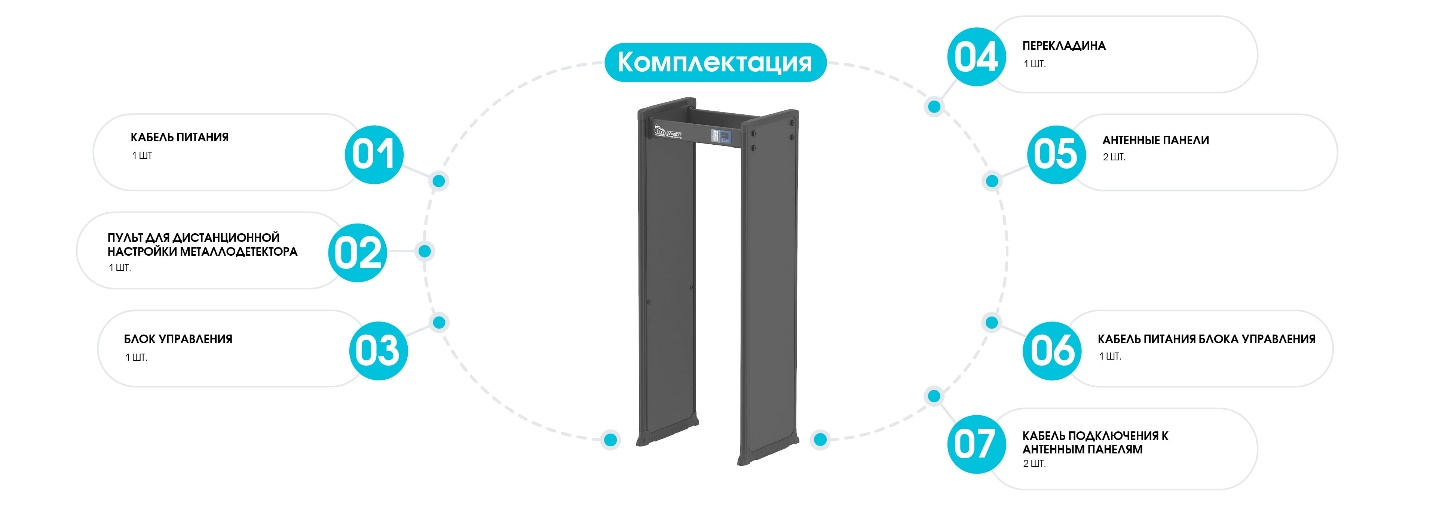 Комплектация
01
КАБЕЛЬ ПИТАНИЯ
1 ШТ
02
ПУЛЬТ ДЛЯ ДИСТАНЦИОННОЙ
НАСТРОЙКИ МЕТАЛЛОДЕТЕКТОРА
1 ШТ.
03
БЛОК УПРАВЛЕНИЯ
1 ШТ.
04
ПЕРЕКЛАДИНА
1 ШТ.
05
АНТЕННЫЕ ПАНЕЛИ
2 ШТ.
06
КАБЕЛЬ ПИТАНИЯ БЛОКА УПРАВЛЕНИЯ
1 ШТ.
07
КАБЕЛЬ ПОДКЛЮЧЕНИЯ К
АНТЕННЫМ ПАНЕЛЯМ
2 ШТ.